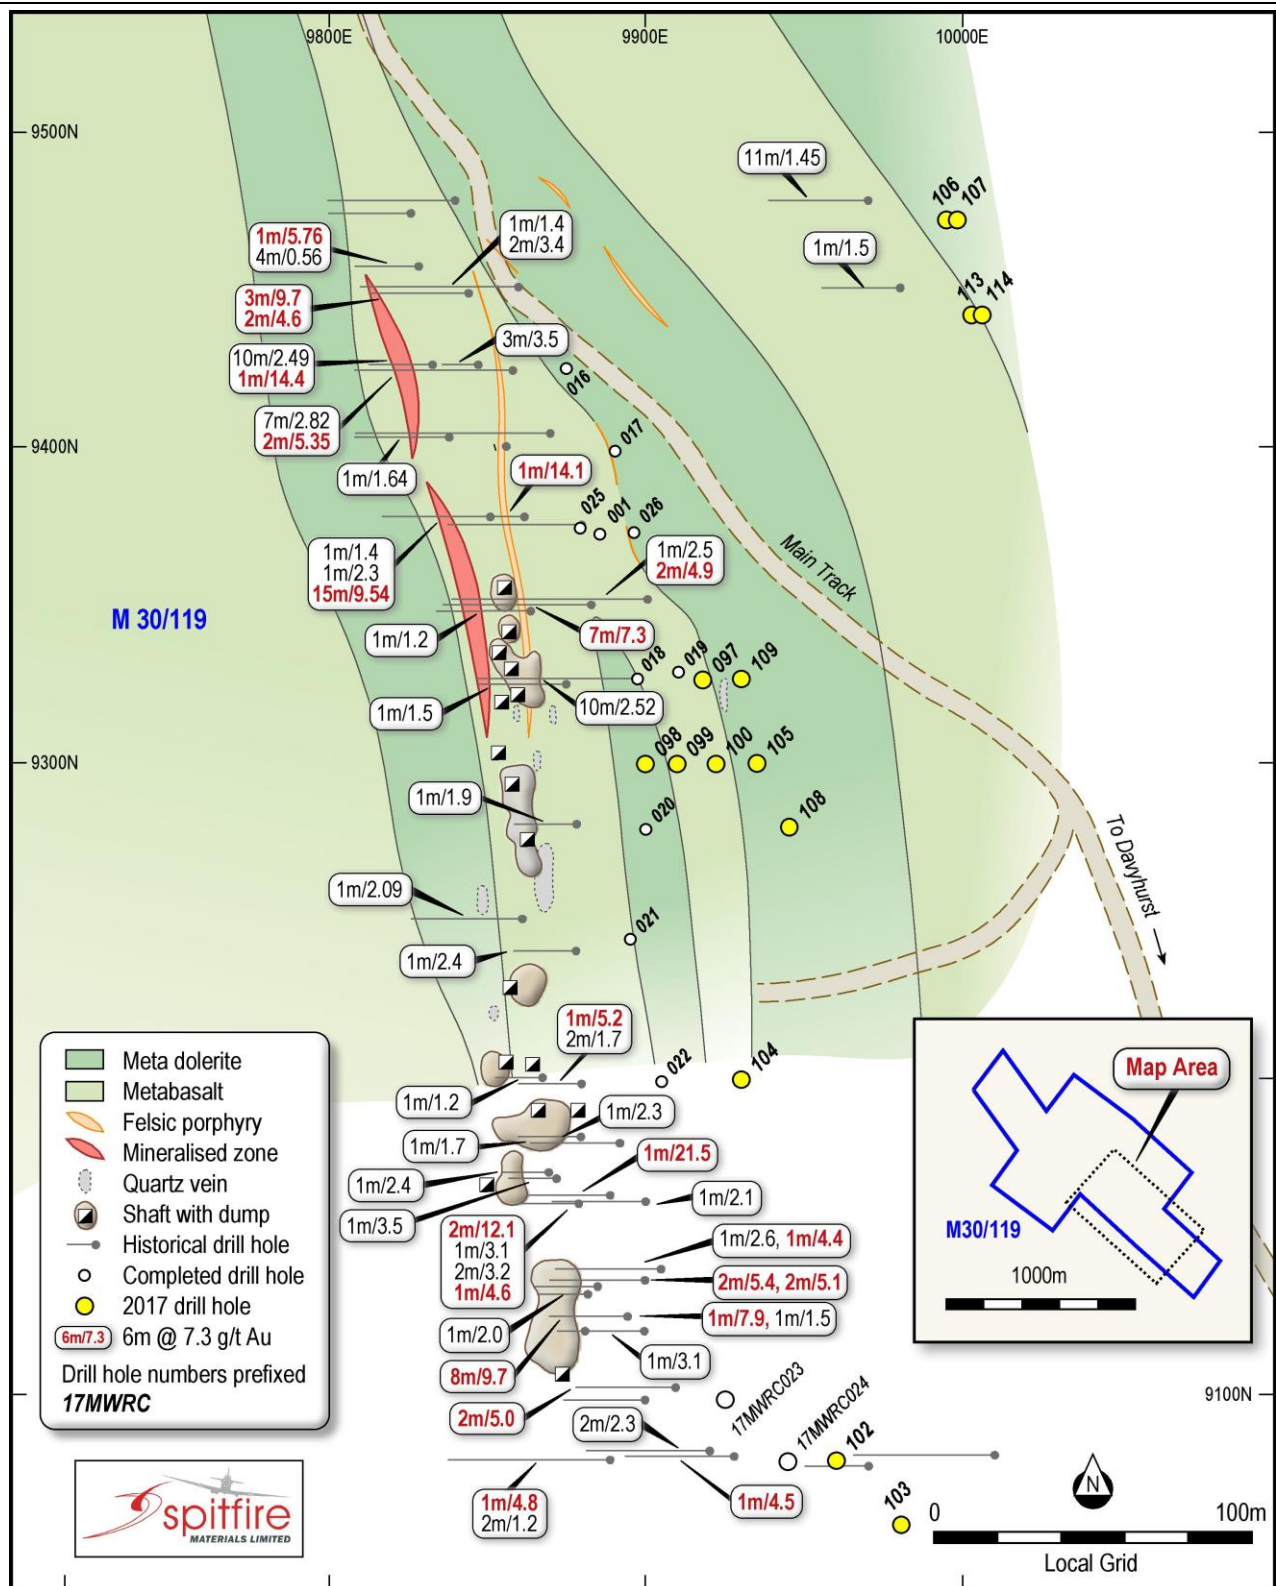 9800E
9900E
10000E
9500N
11m/1.45
106
107
1m/5.76
4m/0.56
1m/1.4
2m/3.4
1m/1.5
3m/9.7
2m/4.6
113
114
3m/3.5
10m/2.49
1m/14.4
016
7m/2.82
2m/5.35
017
9400N
1m/1.64
1m/14.1
025
001
026
Main Track
1m/1.4
1m/2.3
15m/9.54
1m/2.5
2m/4.9
M 30/119
1m/1.2
7m/7.3
018
019
097
109
1m/1.5
10m/2.52
9300N
098
099
100
105
1m/1.9
020
108
To Davyhurst
1m/2.09
021
1m/2.4
1m/5.2
2m/1.7
022
104
1m/1.2
1m/2.3
1m/1.7
1m/21.5
1m/2.4
1m/2.1
1m/3.5
2m/12.1
1m/3.1
2m/3.2
1m/4.6
1m/2.6, 1m/4.4
2m/5.4, 2m/5.1
1m/7.9, 1m/1.5
1m/2.0
1m/3.1
8m/9.7
9100N
2m/5.0
17MWRC023
17MWRC024
2m/2.3
102
1m/4.8
2m/1.2
1m/4.5
103
Meta dolerite
Metabasalt
Felsic porphyry
Mineralised zone
Quartz vein
Shaft with dump
Historical drill hole
Completed drill hole
2017 drill hole
6m/7.3 6m @ 7.3 g/t Au
Drill hole numbers prefixed
17MWRC
Map Area
M30/119
1000m
spitfire
MATERIALS LIMITED
N
0 100m
Local Grid